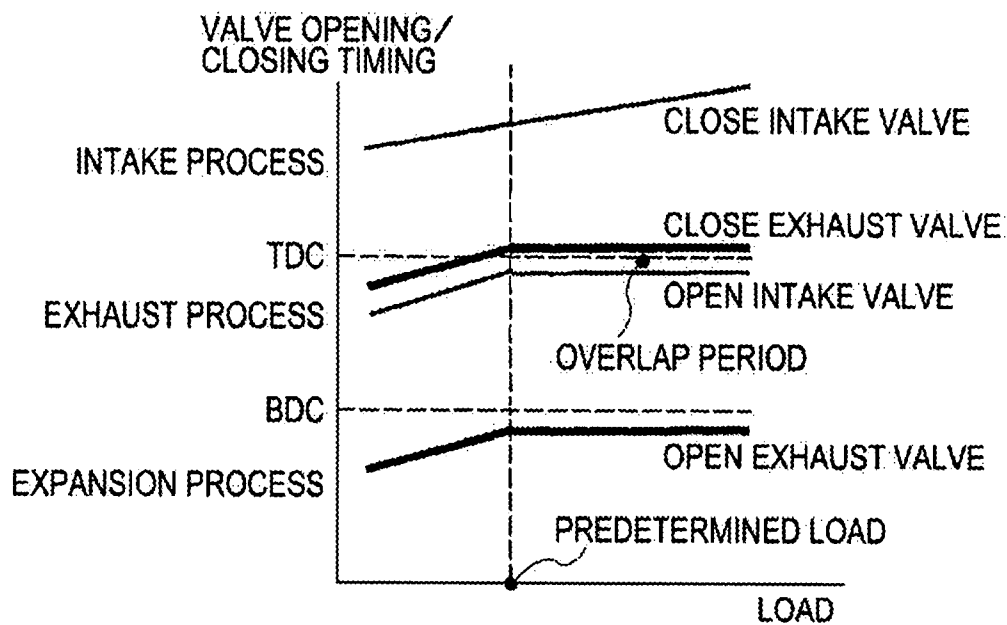 VALVE OPENING/
CLOSING TIMING
CLOSE INTAKE VALVE
INTAKE PROCESS
CLOSE EXHAUST VALVE
TDC
OPEN INTAKE VALVE
EXHAUST PROCESS
OVERLAP PERIOD
BDC
OPEN EXHAUST VALVE
EXPANSION PROCESS
PREDETERMINED LOAD
LOAD